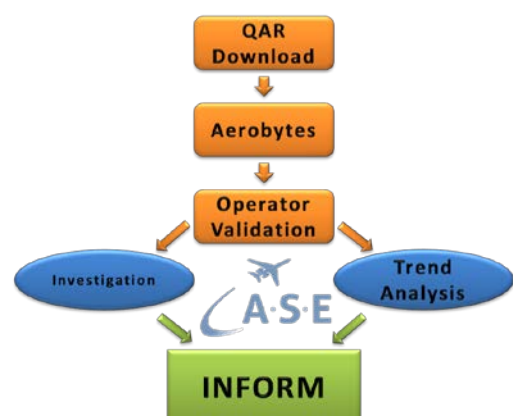 QAR
Download
Aerobytes
Operator
Validation
Investigation
Trend
Analysis
A·S·E
INFORM